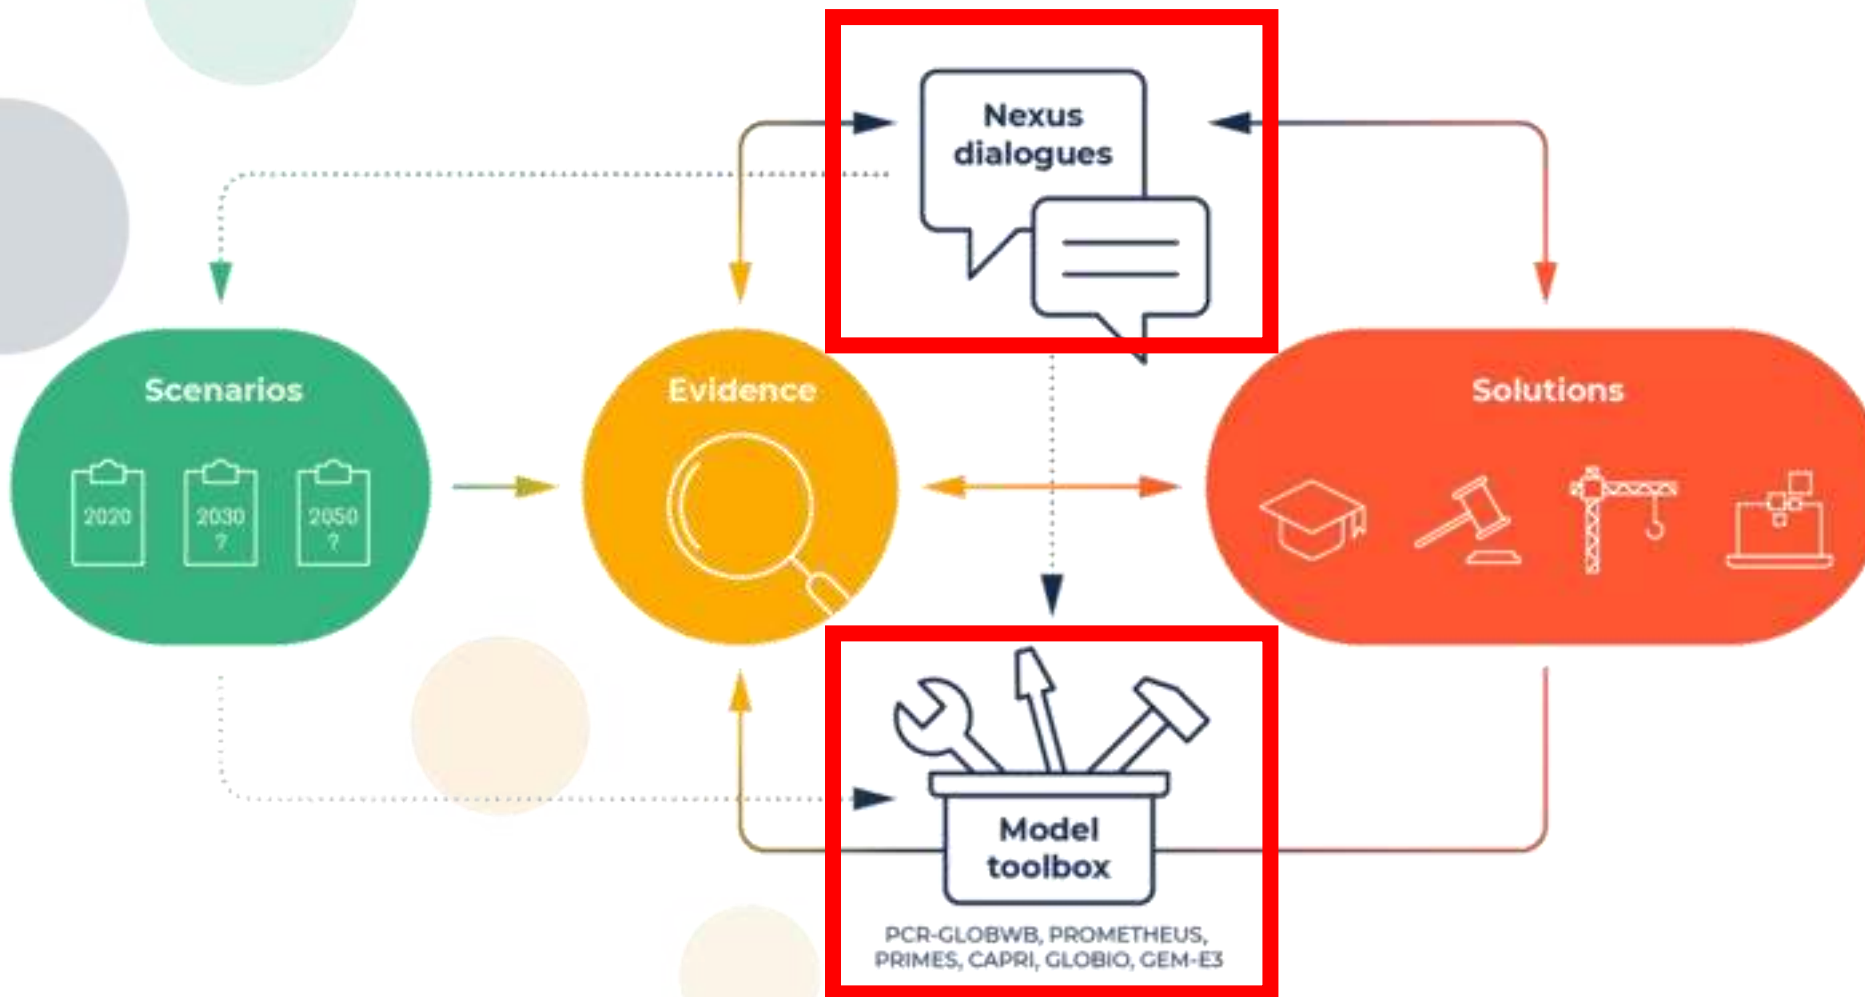 Nexus
dialogues
Scenarios
2020
2030
?
2050
?
Evidence
Solutions
Model
toolbox
PCR-GLOBWB, PROMETHEUS,
PRIMES, CAPRI, GLOBIO, GEM-E3